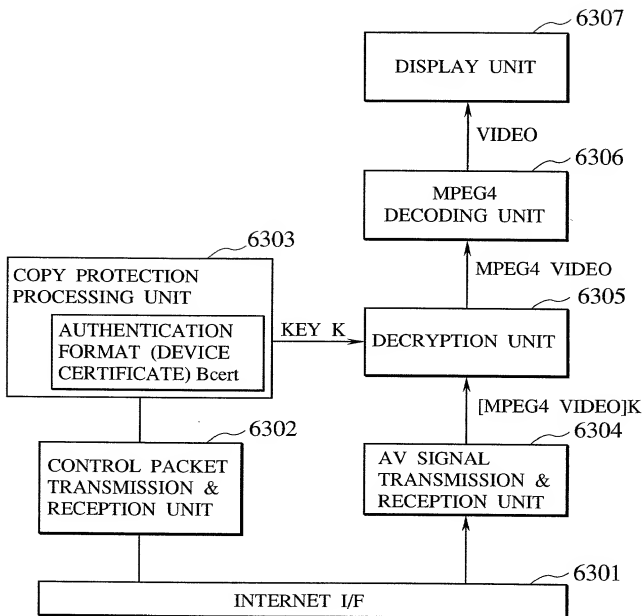 6307
DISPLAY UNIT
VIDEO
6306
MPEG4
DECODING UNIT
6303
MPEG4 VIDEO
COPY PROTECTION
PROCESSING UNIT
6305
KEY K
DECRYPTION UNIT
AUTHENTICATION
FORMAT (DEVICE
CERTIFICATE) Bcert
[MPEG4 VIDEO]K
6302
6304
CONTROL PACKET
TRANSMISSION &
RECEPTION UNIT
AV SIGNAL
TRANSMISSION &
RECEPTION UNIT
6301
INTERNET I/F